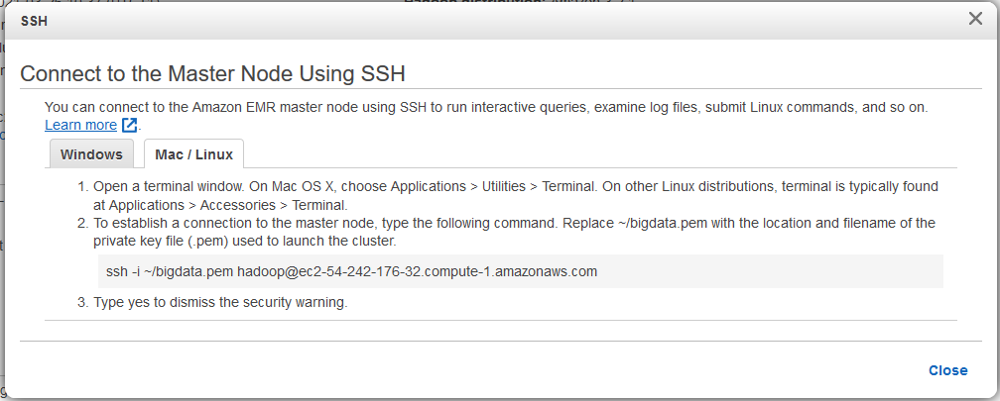 SSH
Connect to the Master Node Using SSH
You can connect to the Amazon EMR master node using SSH to run interactive queries, examine log files, submit Linux commands, and so on.
Learn more .
Windows
Mac / Linux
1. Open a terminal window. On Mac OS X, choose Applications > Utilities > Terminal. On other Linux distributions, terminal is typically found
at Applications > Accessories > Terminal.
2. To establish a connection to the master node, type the following command. Replace ~/bigdata.pem with the location and filename of the
private key file (.pem) used to launch the cluster.
ssh -i ~/bigdata.pem hadoop@ec2-54-242-176-32.compute-1.amazonaws.com
3. Type yes to dismiss the security warning.
Close